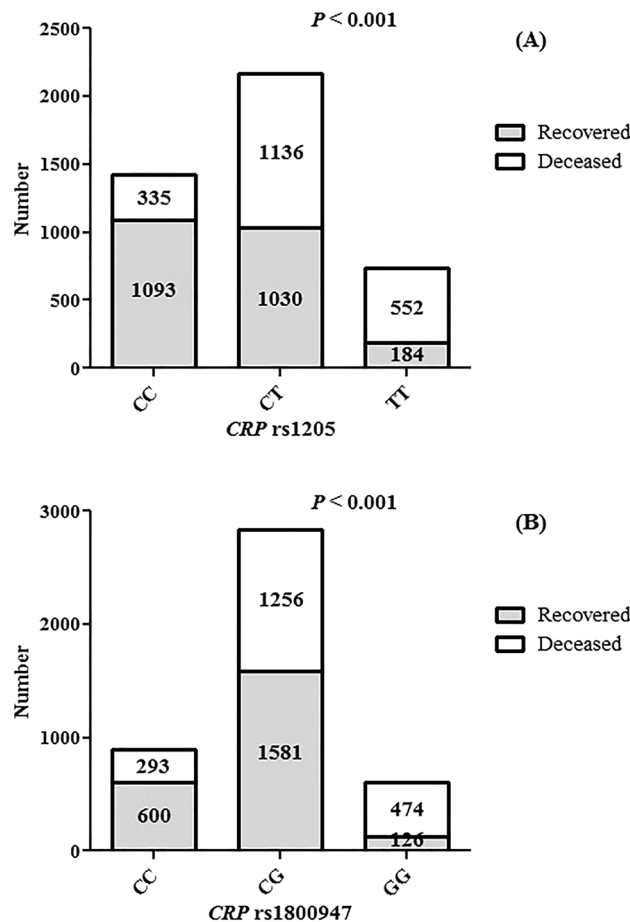 P < 0.001
(A)
2500
2000
1500
1000
500
0
Number
335
1093
1136
1030
552
184
Recovered
Deceased
CC
CT
TT
CRP rs1205
P < 0.001
(B)
3000
2000
1000
0
Number
293
600
1256
1581
474
126
Recovered
Deceased
CC
CG
GG
CRP rs1800947